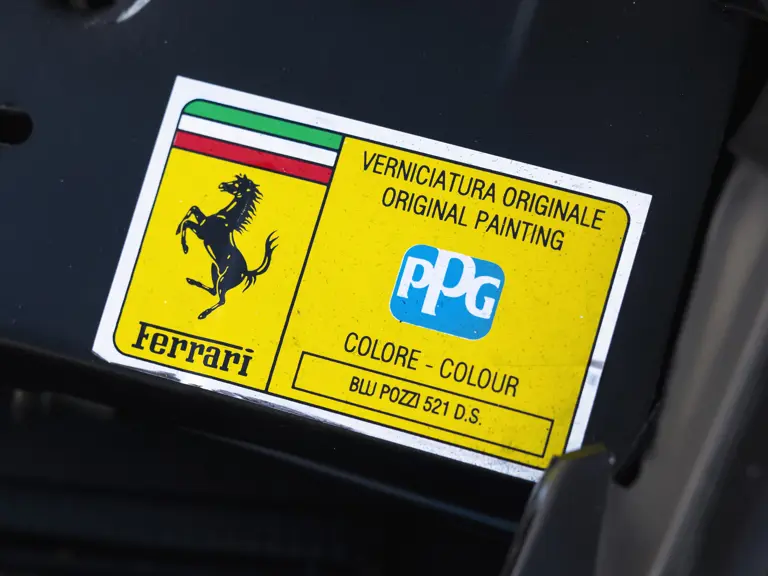 Ferrari
VERNICIATURA ORIGINALE
ORIGINAL PAINTING
PPG
COLORE - COLOUR
BLU POZZI 521 D.S.